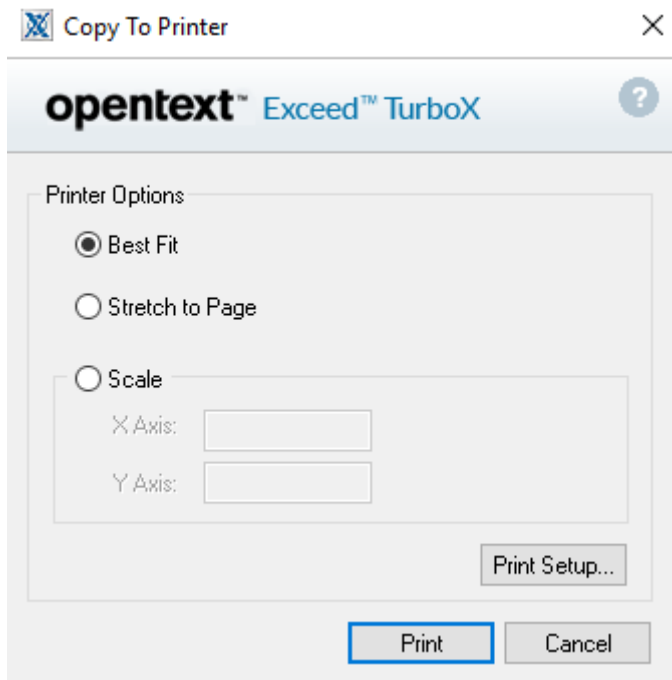 Copy To Printer
opentext™ Exceed™ TurboX
?
Printer Options
Best Fit
Stretch to Page
Scale
X Axis:
Y Axis:
Print Setup...
Print Cancel